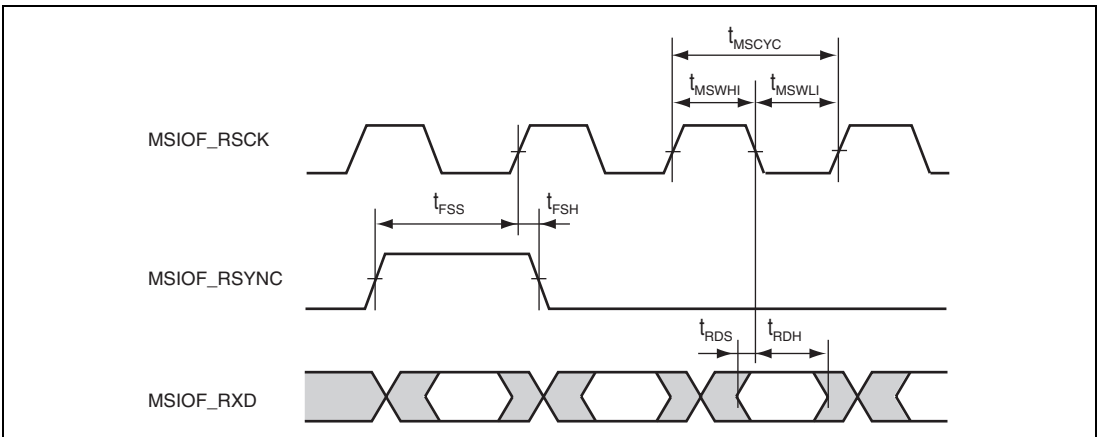 tMSCYC
tMSWHI tMSWLI
MSIOF_RSCK
tFSS tFSH
MSIOF_RSYNC
tRDS tRDH
MSIOF_RXD